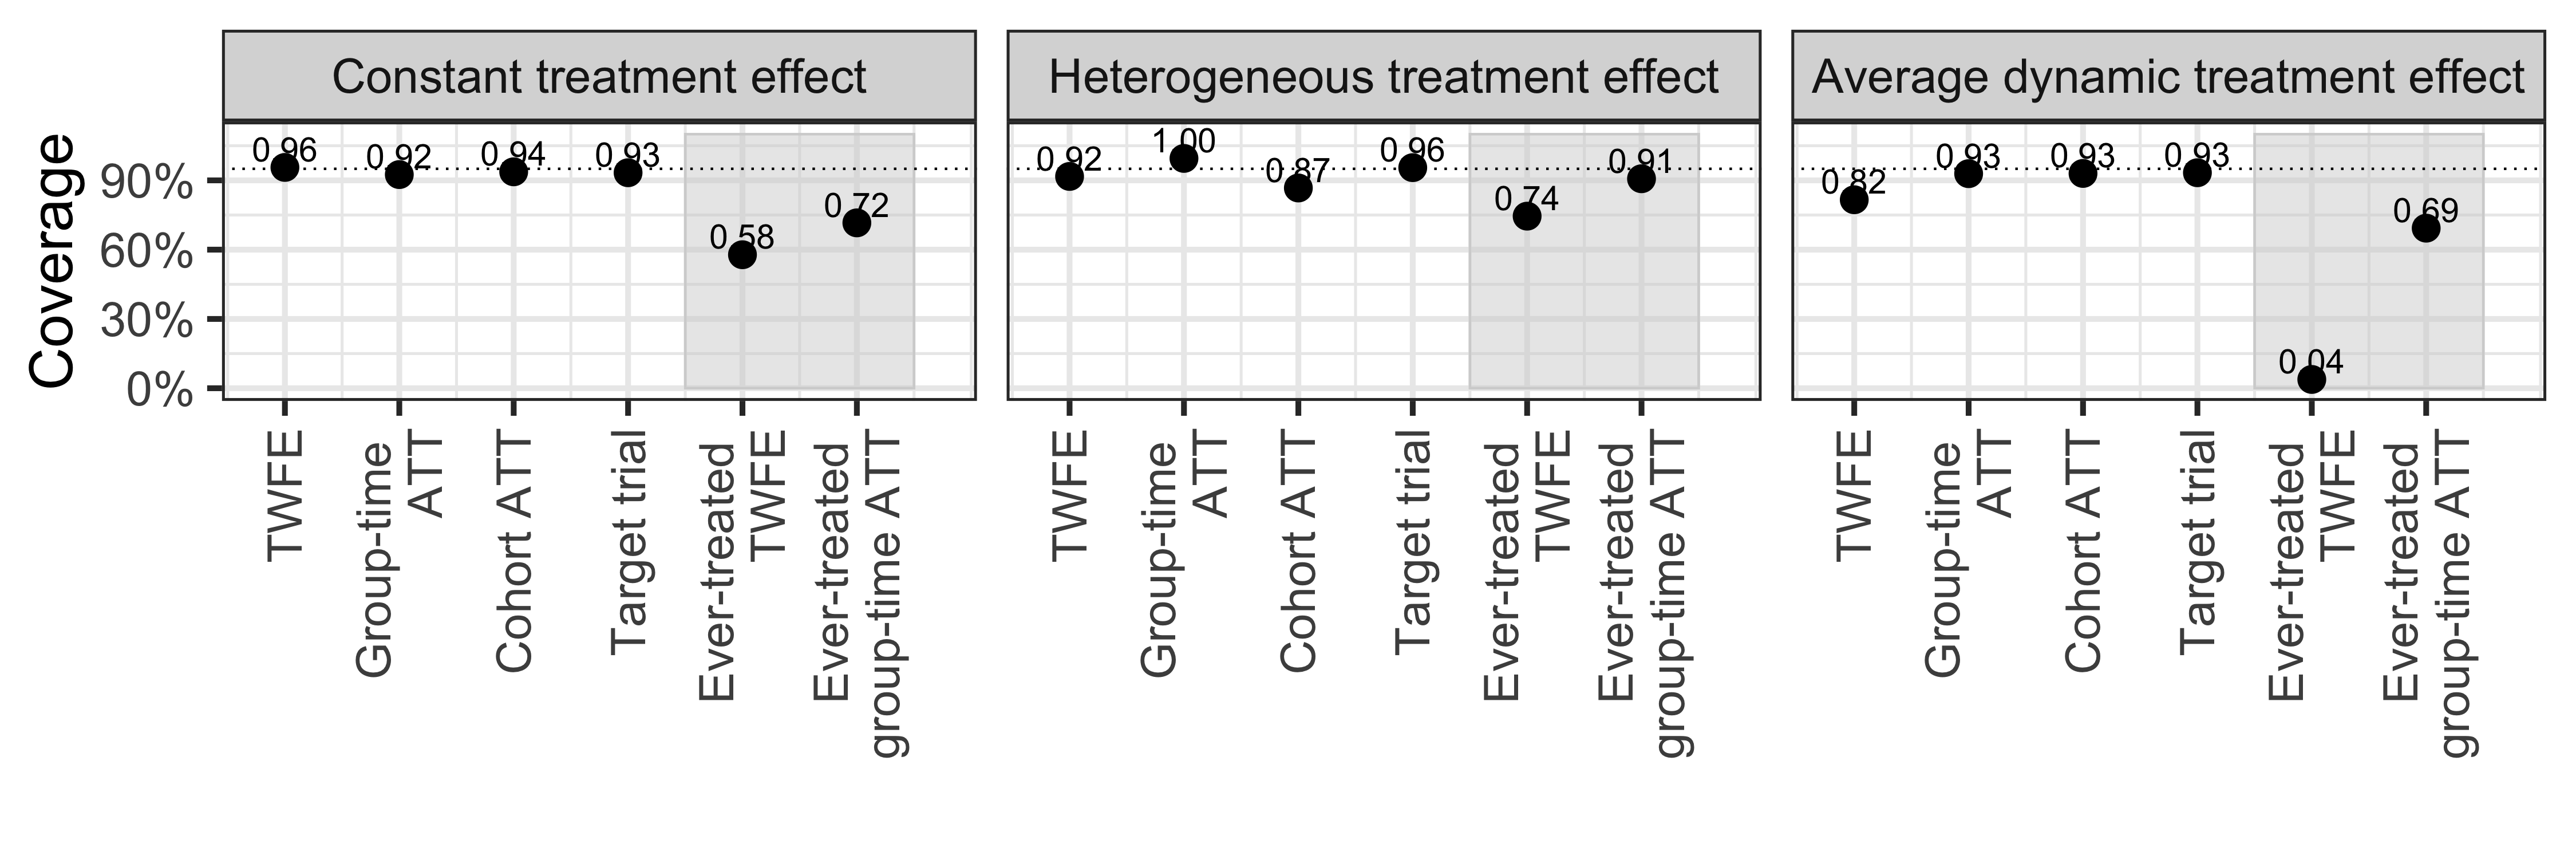 Constant treatment effect
Heterogeneous treatment effect
Average dynamic treatment effect
Coverage
90%
60%
30%
0%
0.96
0.92
0.94
0.93
0.58
0.72
0.92
1.00
0.87
0.96
0.74
0.91
0.82
0.93
0.93
0.93
0.04
0.69
TWFE
Group-time
ATT
Cohort ATT
Target trial
Ever-treated
TWFE
Ever-treated
group-time ATT
TWFE
Group-time
ATT
Cohort ATT
Target trial
Ever-treated
TWFE
Ever-treated
group-time ATT
TWFE
Group-time
ATT
Cohort ATT
Target trial
Ever-treated
TWFE
Ever-treated
group-time ATT